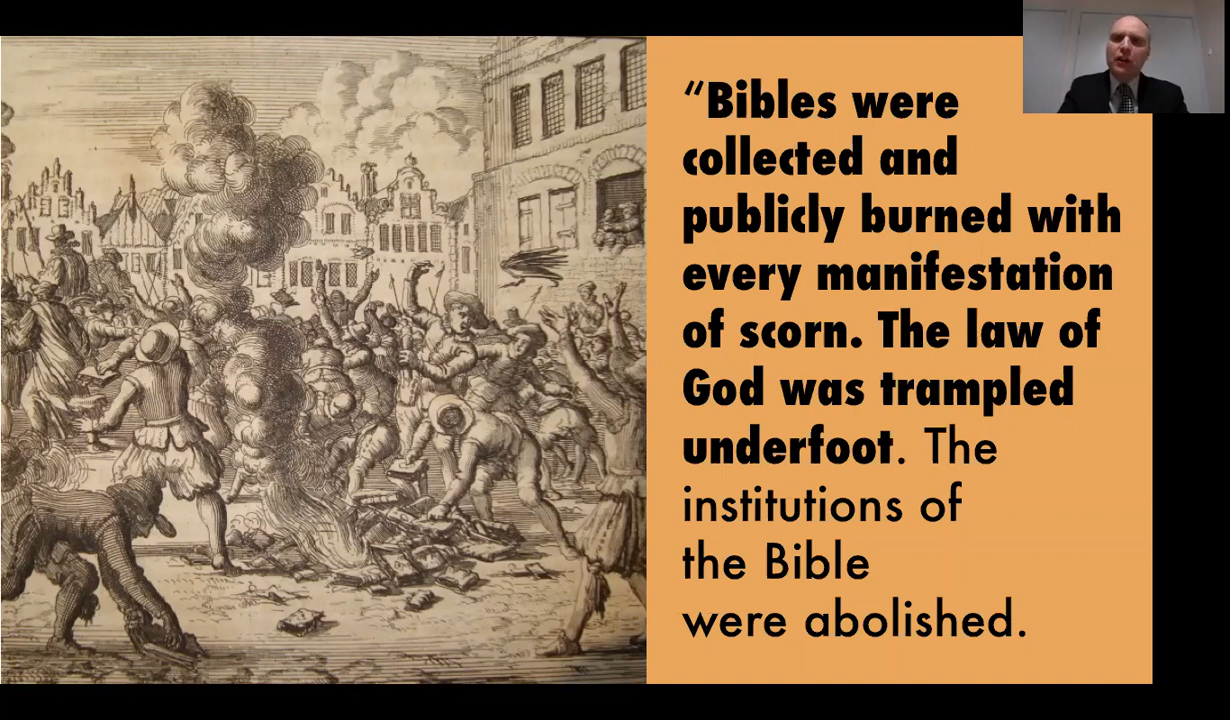 “Bibles were
collected and
publicly burned with
every manifestation
of scorn. The law of
God was trampled
underfoot. The
institutions of
the Bible
were abolished.